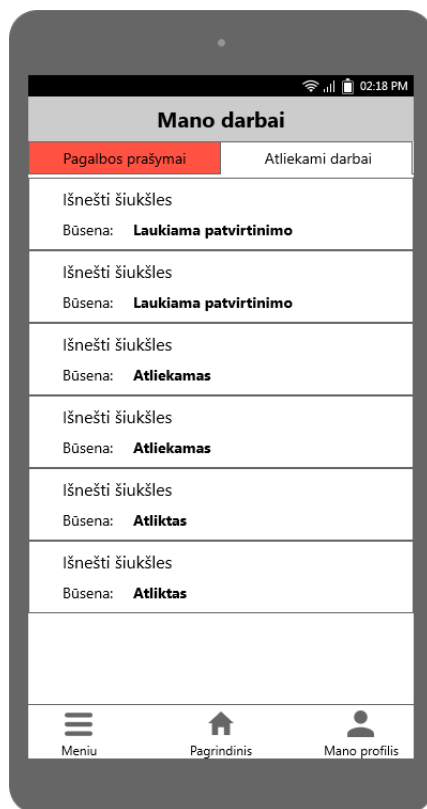 02:18 PM
Mano darbai
Pagalbos prašymai Atliekami darbai
Išnešti šiukšles
Būsena: Laukiama patvirtinimo
Išnešti šiukšles
Būsena: Laukiama patvirtinimo
Išnešti šiukšles
Būsena: Atliekamas
Išnešti šiukšles
Būsena: Atliekamas
Išnešti šiukšles
Būsena: Atliktas
Išnešti šiukšles
Būsena: Atliktas
Meniu Pagrindinis Mano profilis